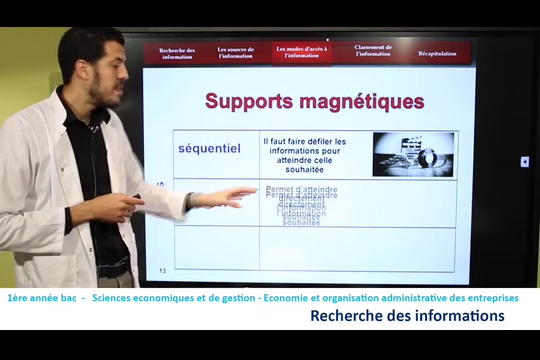 Recherche des information
Les sources de l'information
Les modes d'accès à l'information
Classement de l'information
Récapitulation
Supports magnétiques
séquentiel
Il faut faire défiler les
informations pour
atteindre celle
souhaitée
Permet d'atteindre
directement
l'information
souhaitée
13
1ère année bac - Sciences economiques et de gestion - Economie et organisation administrative des entreprises
Recherche des informations